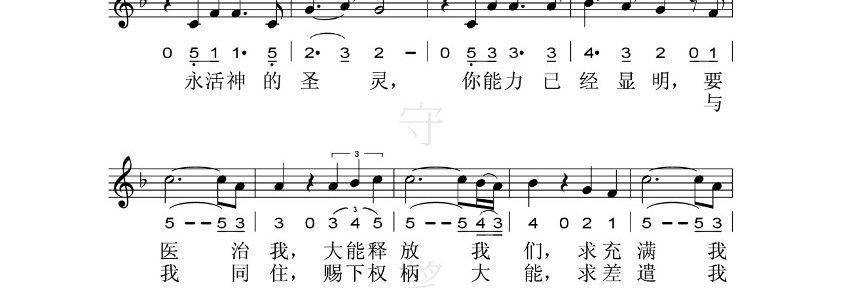 0 5 1 1· 5 2· 3 2 - 0 5 3 3· 3 4· 3 2 0 1
永活神的圣灵， 你能力已经显明，要
与
守
3
5 - - 5 3 3 0 3 4 5 5 - - 5 4 3 4 0 2 1 5 - - 5 3
3
医治我，大能释放我们，求充满我
我同住，赐下权柄大能，求差遣我